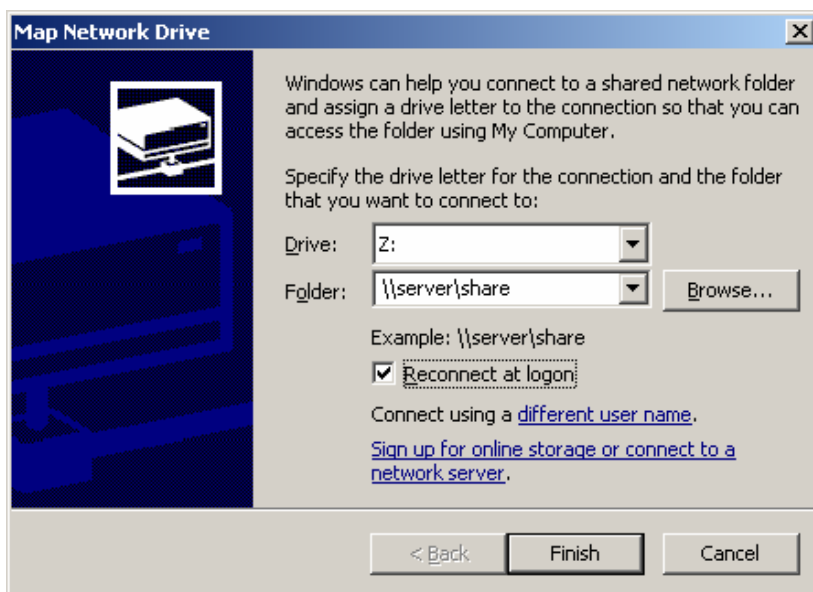 Map Network Drive
Windows can help you connect to a shared network folder
and assign a drive letter to the connection so that you can
access the folder using My Computer.
Specify the drive letter for the connection and the folder
that you want to connect to:
Drive: Z:
Folder: \\server\share Browse...
Example: \\server\share
Reconnect at logon
Connect using a different user name.
Sign up for online storage or connect to a
network server.
< Back Finish Cancel